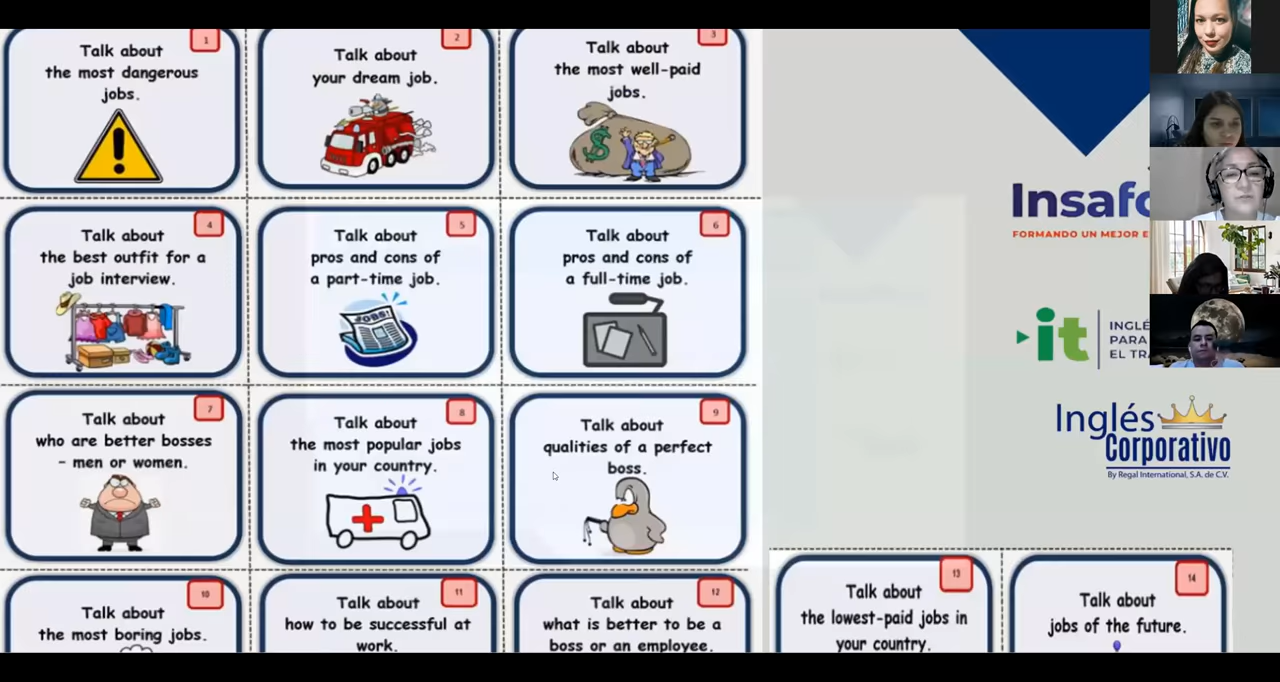 1
Talk about
the most dangerous
jobs.
2
Talk about
your dream job.
3
Talk about
the most well-paid
jobs.
$
4
Talk about
the best outfit for a
job interview.
5
Talk about
pros and cons of
a part-time job.
JOBS!
6
Talk about
pros and cons of
a full-time job.
7
Talk about
who are better bosses
- men or women.
8
Talk about
the most popular jobs
in your country.
9
Talk about
qualities of a perfect
boss.
10
Talk about
the most boring jobs.
11
Talk about
how to be successful at
work.
12
Talk about
what is better to be a
boss or an employee.
13
Talk about
the lowest-paid jobs in
your country.
14
Talk about
jobs of the future.
Insafo
FORMANDO UN MEJOR E
it
INGLÉ
PARA
EL TRA
Inglés
Corporativo
By Regal International, S.A. de C.V.